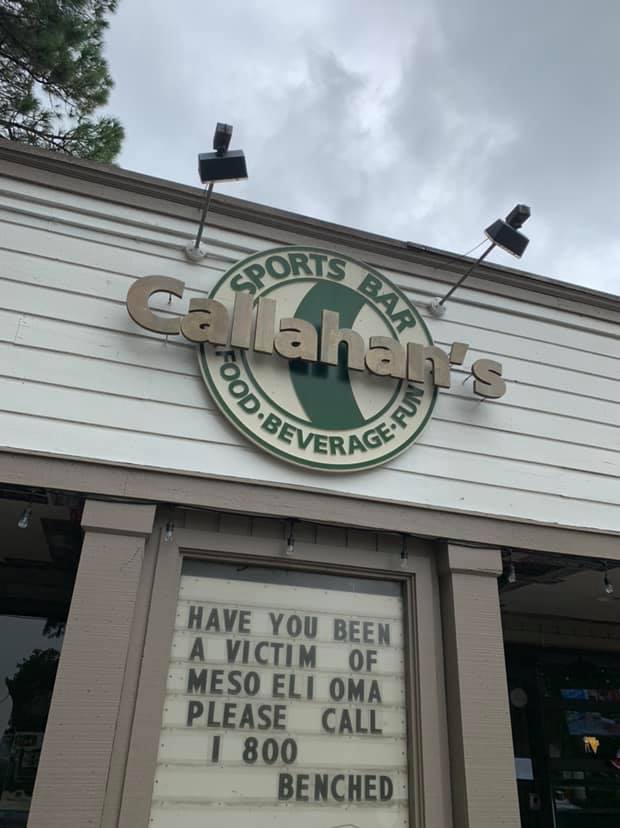 SPORTS BAR
Callahan's
FOOD • BEVERAGE • FUN
HAVE YOU BEEN
A VICTIM OF
MESO ELI OMA
PLEASE CALL
1 800
BENCHED